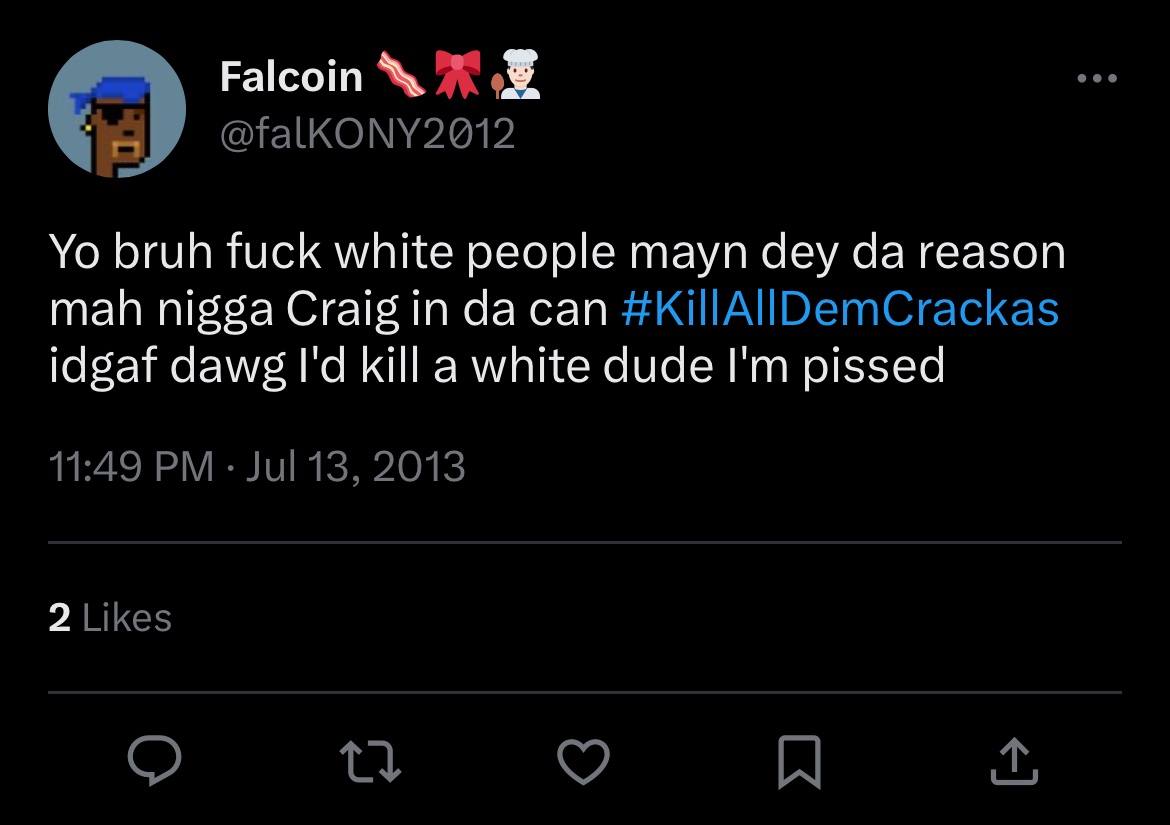 Falcoin 🥓🎀👨🏻‍🍳
@falKONY2012
Yo bruh fuck white people mayn dey da reason
mah nigga Craig in da can #KillAllDemCrackas
idgaf dawg I'd kill a white dude I'm pissed
11:49 PM · Jul 13, 2013
2 Likes